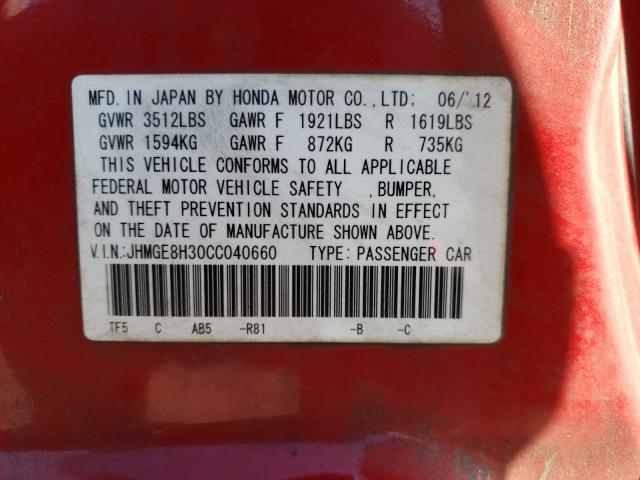 MFD. IN JAPAN BY HONDA MOTOR CO.,LTD; 06/'12
GVWR 3512LBS GAWR F 1921LBS R 1619LBS
GVWR 1594KG GAWR F 872KG R 735KG
THIS VEHICLE CONFORMS TO ALL APPLICABLE
FEDERAL MOTOR VEHICLE SAFETY ,BUMPER,
AND THEFT PREVENTION STANDARDS IN EFFECT
ON THE DATE OF MANUFACTURE SHOWN ABOVE.
V.I.N.:JHMGE8H30CC040660 TYPE: PASSENGER CAR
TF5 C AB5 -R81 -B -C